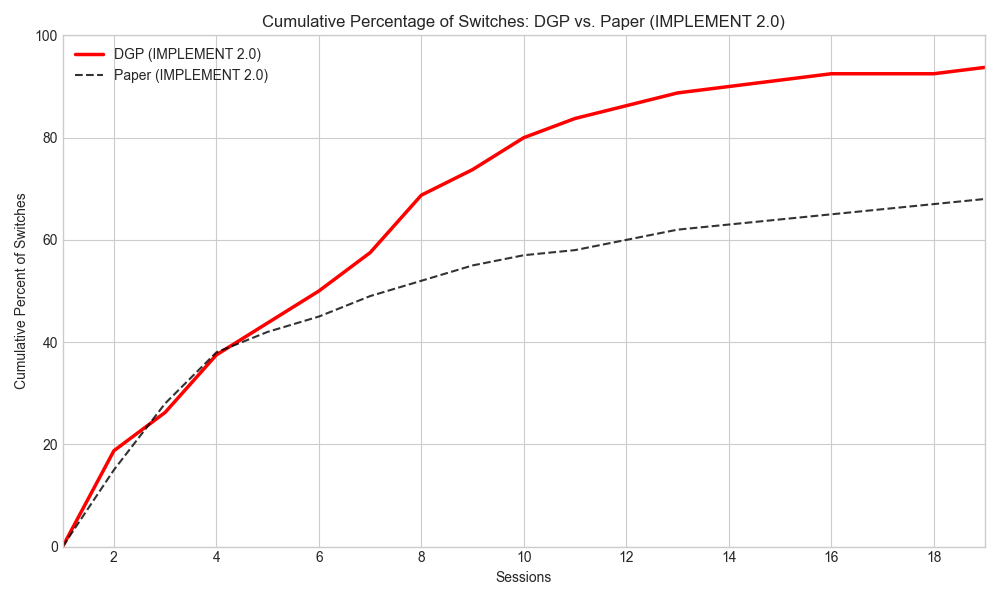 Cumulative Percentage of Switches: DGP vs. Paper (IMPLEMENT 2.0)
DGP (IMPLEMENT 2.0)
Paper (IMPLEMENT 2.0)
Cumulative Percent of Switches
100
80
60
40
20
0
2 4 6 8 10 12 14 16 18
Sessions